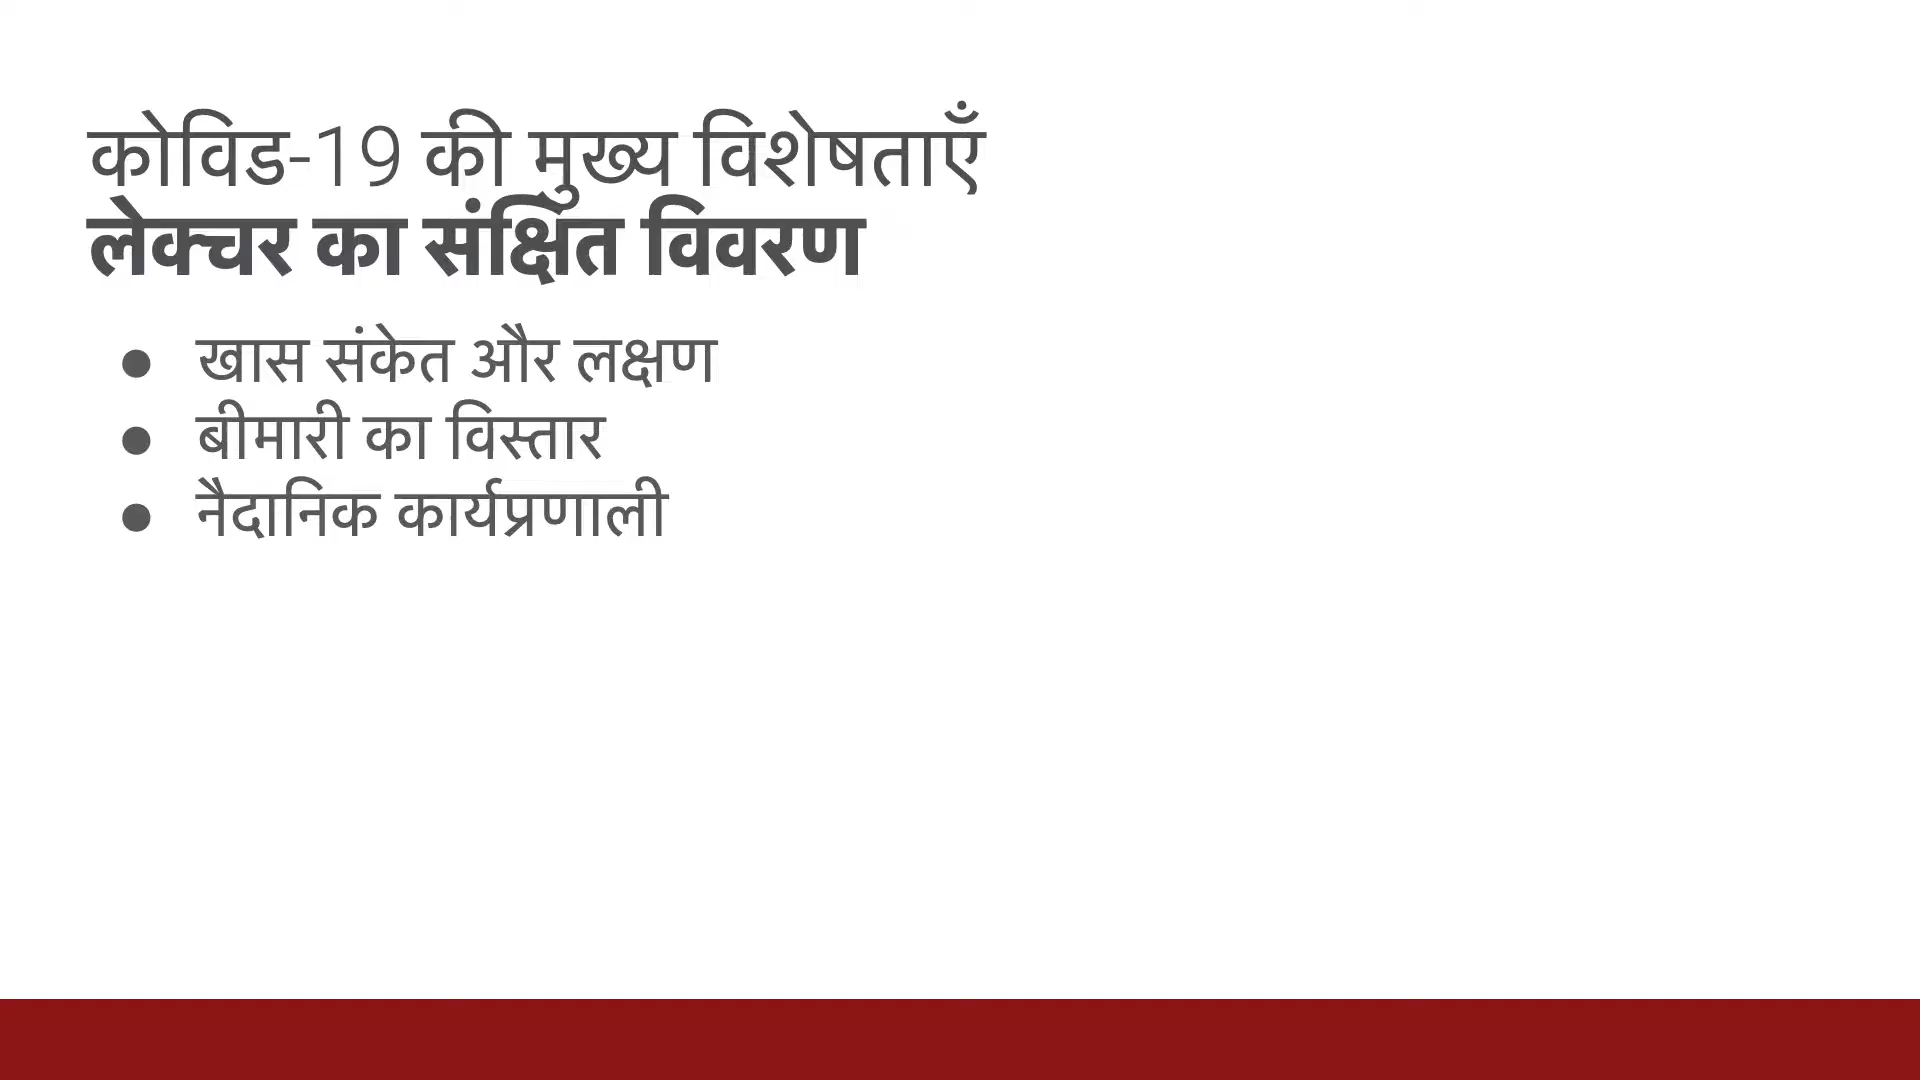 कोविड-19 की मुख्य विशेषताएँ
लेक्चर का संक्षित विवरण
● खास संकेत और लक्षण
● बीमारी का विस्तार
● नैदानिक कार्यप्रणाली